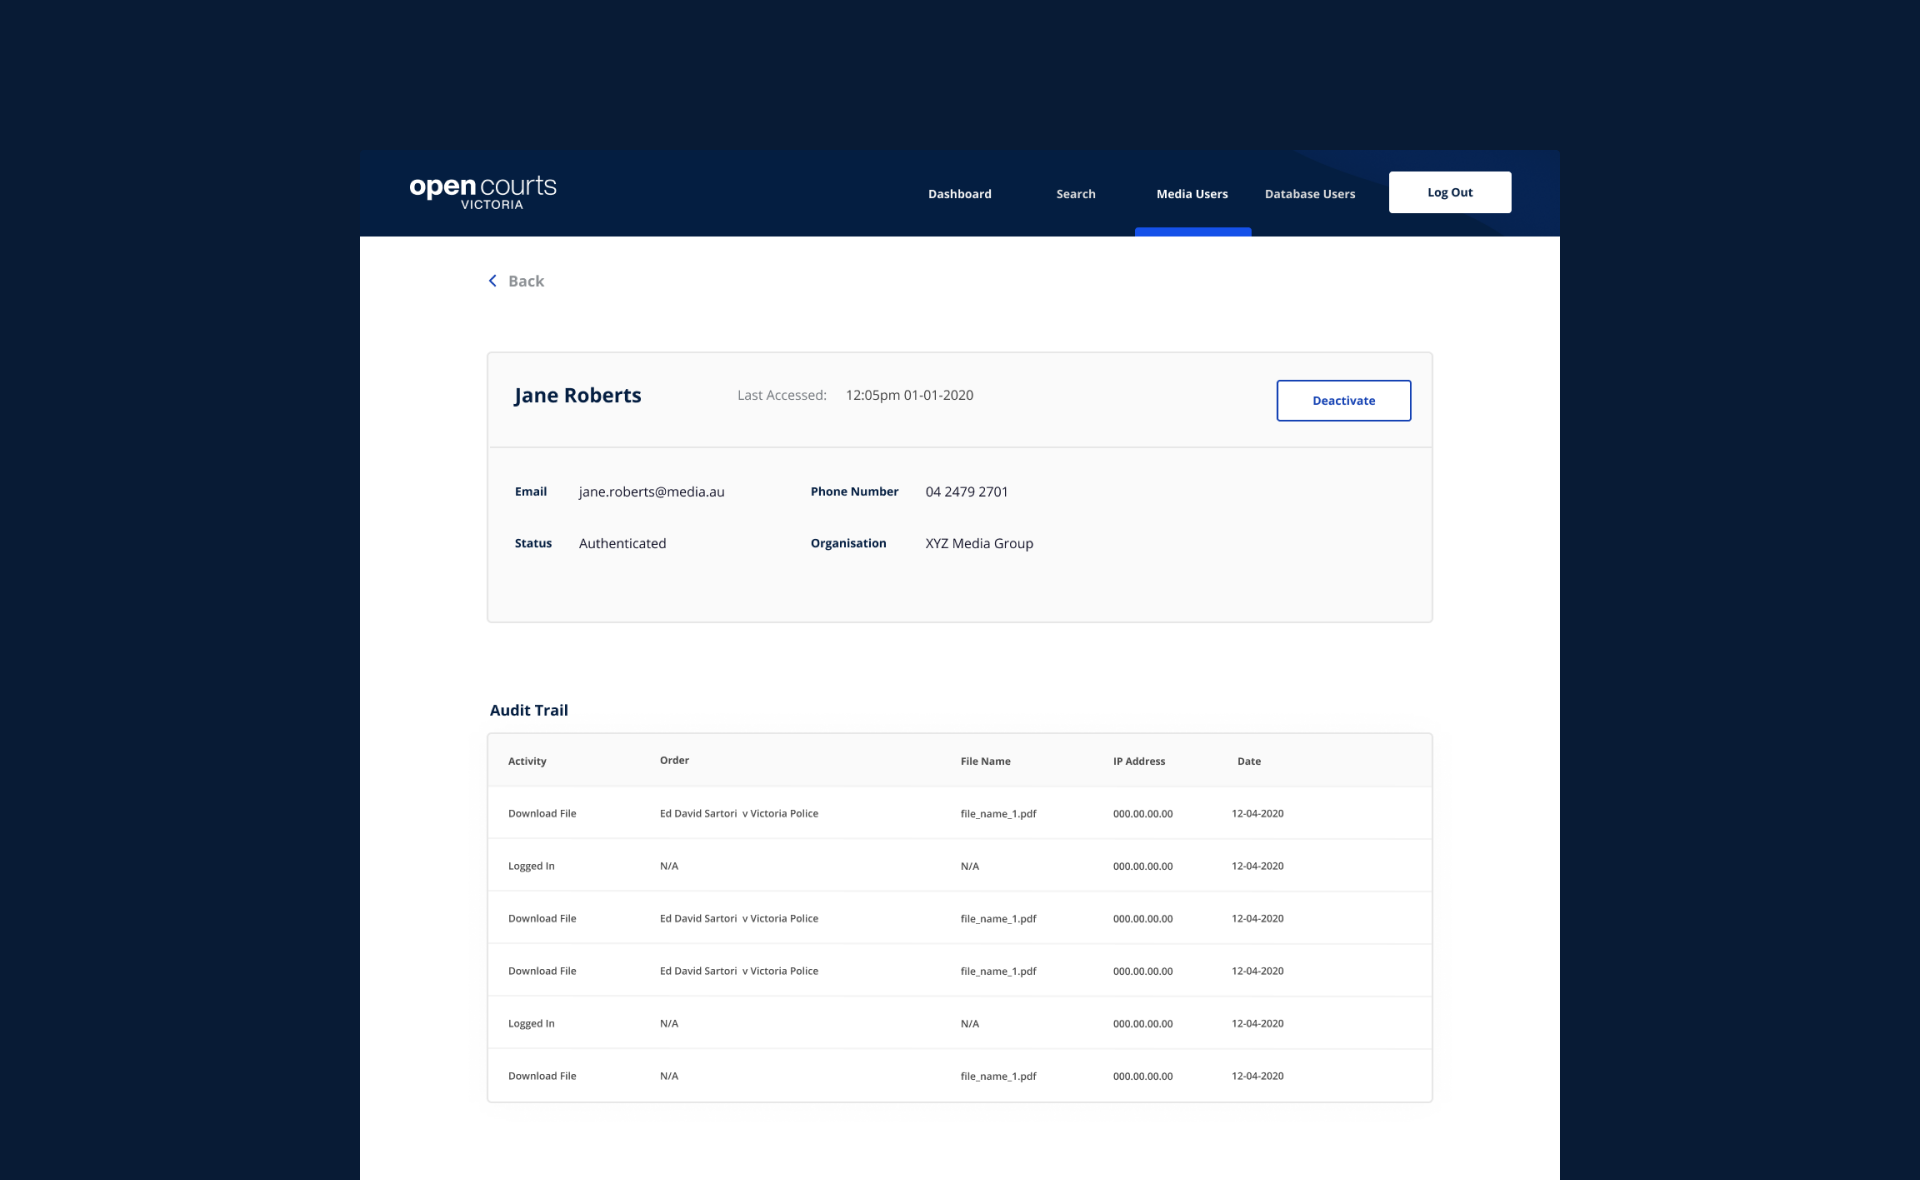 open courts
VICTORIA
Dashboard Search Media Users Database Users Log Out
Back
Jane Roberts Last Accessed: 12:05pm 01-01-2020 Deactivate
Email jane.roberts@media.au Phone Number 04 2479 2701
Status Authenticated Organisation XYZ Media Group
Audit Trail
Activity Order File Name IP Address Date
Download File Ed David Sartori v Victoria Police file_name_1.pdf 000.00.00.00 12-04-2020
Logged In N/A N/A 000.00.00.00 12-04-2020
Download File Ed David Sartori v Victoria Police file_name_1.pdf 000.00.00.00 12-04-2020
Download File Ed David Sartori v Victoria Police file_name_1.pdf 000.00.00.00 12-04-2020
Logged In N/A N/A 000.00.00.00 12-04-2020
Download File N/A file_name_1.pdf 000.00.00.00 12-04-2020